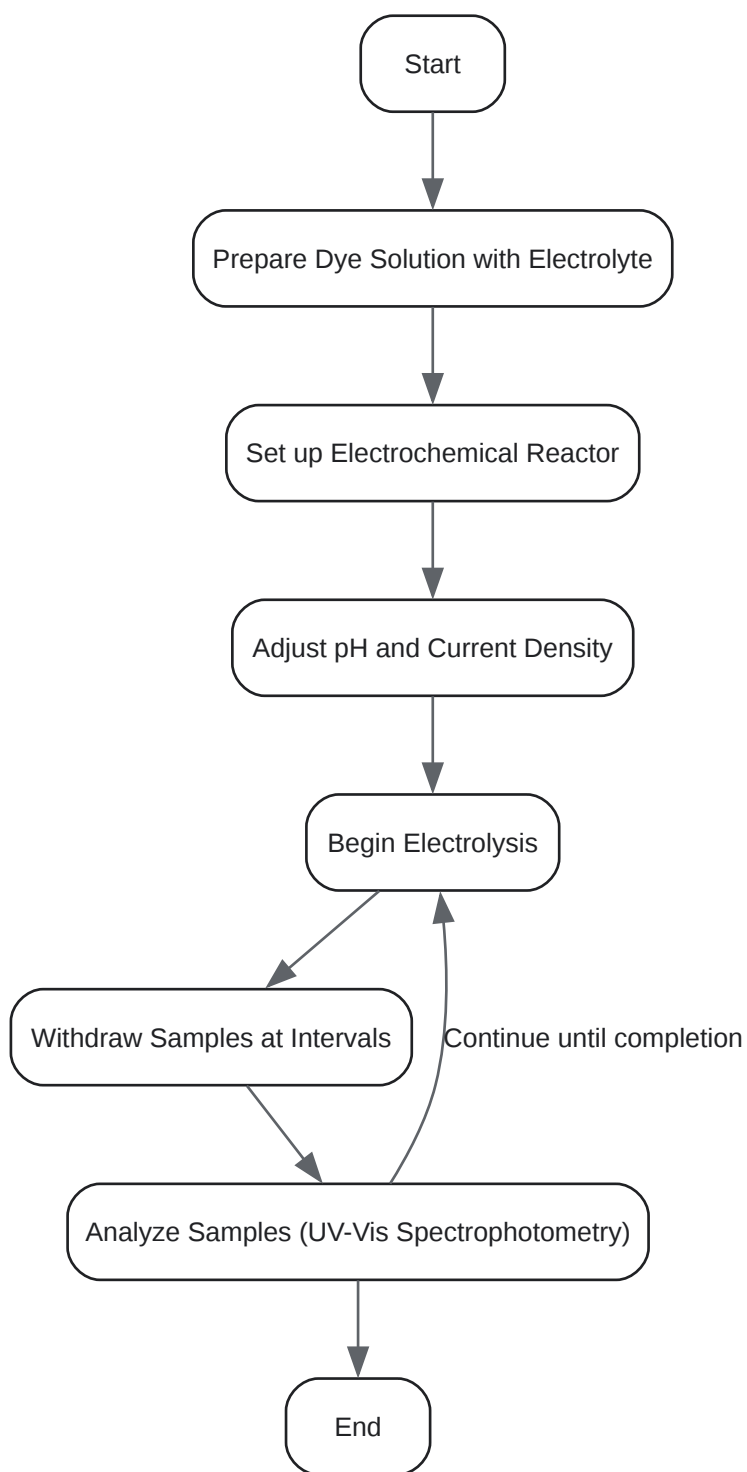 Start
Prepare Dye Solution with Electrolyte
Set up Electrochemical Reactor
Adjust pH and Current Density
Begin Electrolysis
Withdraw Samples at Intervals
Continue until completion
Analyze Samples (UV-Vis Spectrophotometry)
End